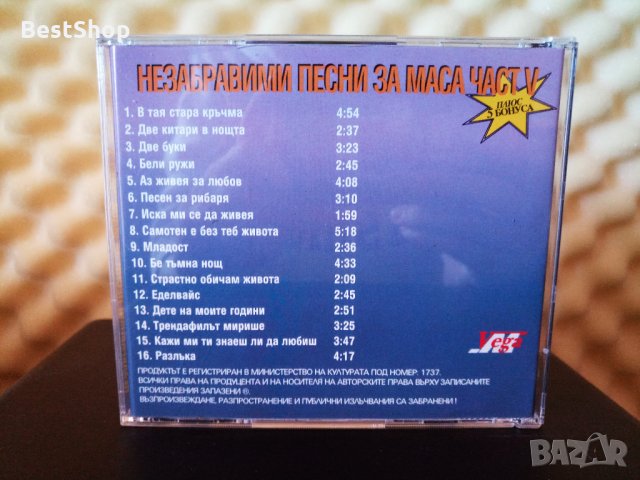 BestShop
НЕЗАБРАВИМИ ПЕСНИ ЗА МАСА ЧАСТ V
ПЛЮС
5 БОНУСА
1. В тая стара кръчма 4:54
2. Две китари в нощта 2:37
3. Две буки 3:23
4. Бели ружи 2:45
5. Аз живея за любов 4:08
6. Песен за рибаря 3:10
7. Иска ми се да живея 1:59
8. Самотен е без теб живота 5:18
9. Младост 2:36
10. Бе тъмна нощ 4:33
11. Страстно обичам живота 2:09
12. Еделвайс 2:45
13. Дете на моите години 2:51
14. Трендафилът мирише 3:25
15. Кажи ми ти знаеш ли да любиш 3:47
16. Разлъка 4:17
Vega
ПРОДУКТЪТ Е РЕГИСТРИРАН В МИНИСТЕРСТВО НА КУЛТУРАТА ПОД НОМЕР: 1737.
ВСИЧКИ ПРАВА НА ПРОДУЦЕНТА И НА НОСИТЕЛЯ НА АВТОРСКИТЕ ПРАВА ВЪРХУ ЗАПИСАНИТЕ
ПРОИЗВЕДЕНИЯ ЗАПАЗЕНИ ℗.
ВЪЗПРОИЗВЕЖДАНЕ, РАЗПРОСТРАНЕНИЕ И ПУБЛИЧНИ ИЗЛЪЧВАНИЯ СА ЗАБРАНЕНИ !
BAZAR
bg